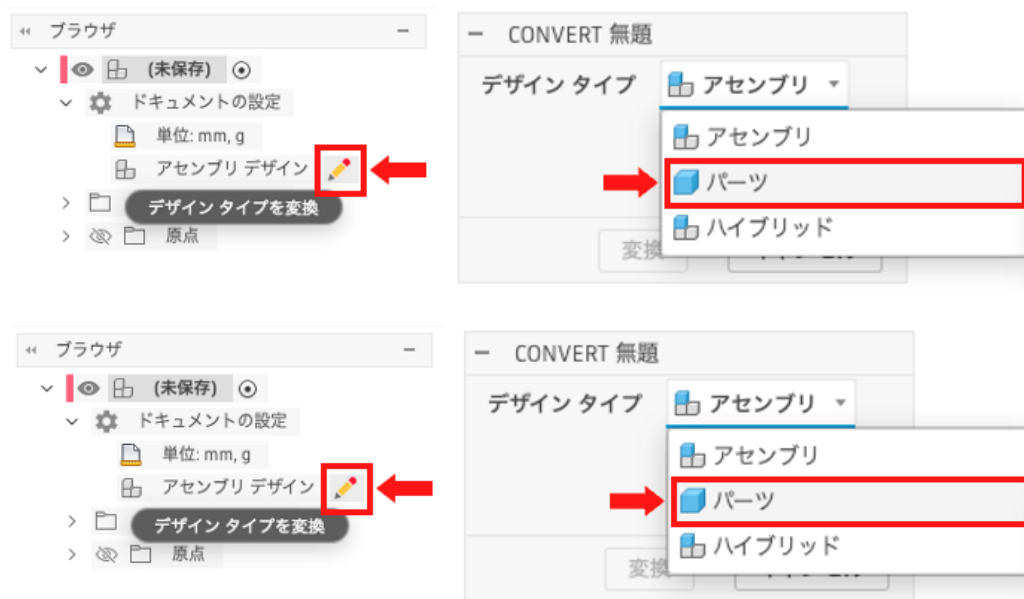 ブラウザ
(未保存)
ドキュメントの設定
単位: mm, g
アセンブリ デザイン
デザイン タイプを変換
原点
CONVERT 無題
デザイン タイプ アセンブリ
アセンブリ
パーツ
ハイブリッド
変換
ブラウザ
(未保存)
ドキュメントの設定
単位: mm, g
アセンブリ デザイン
デザイン タイプを変換
原点
CONVERT 無題
デザイン タイプ アセンブリ
アセンブリ
パーツ
ハイブリッド
変換